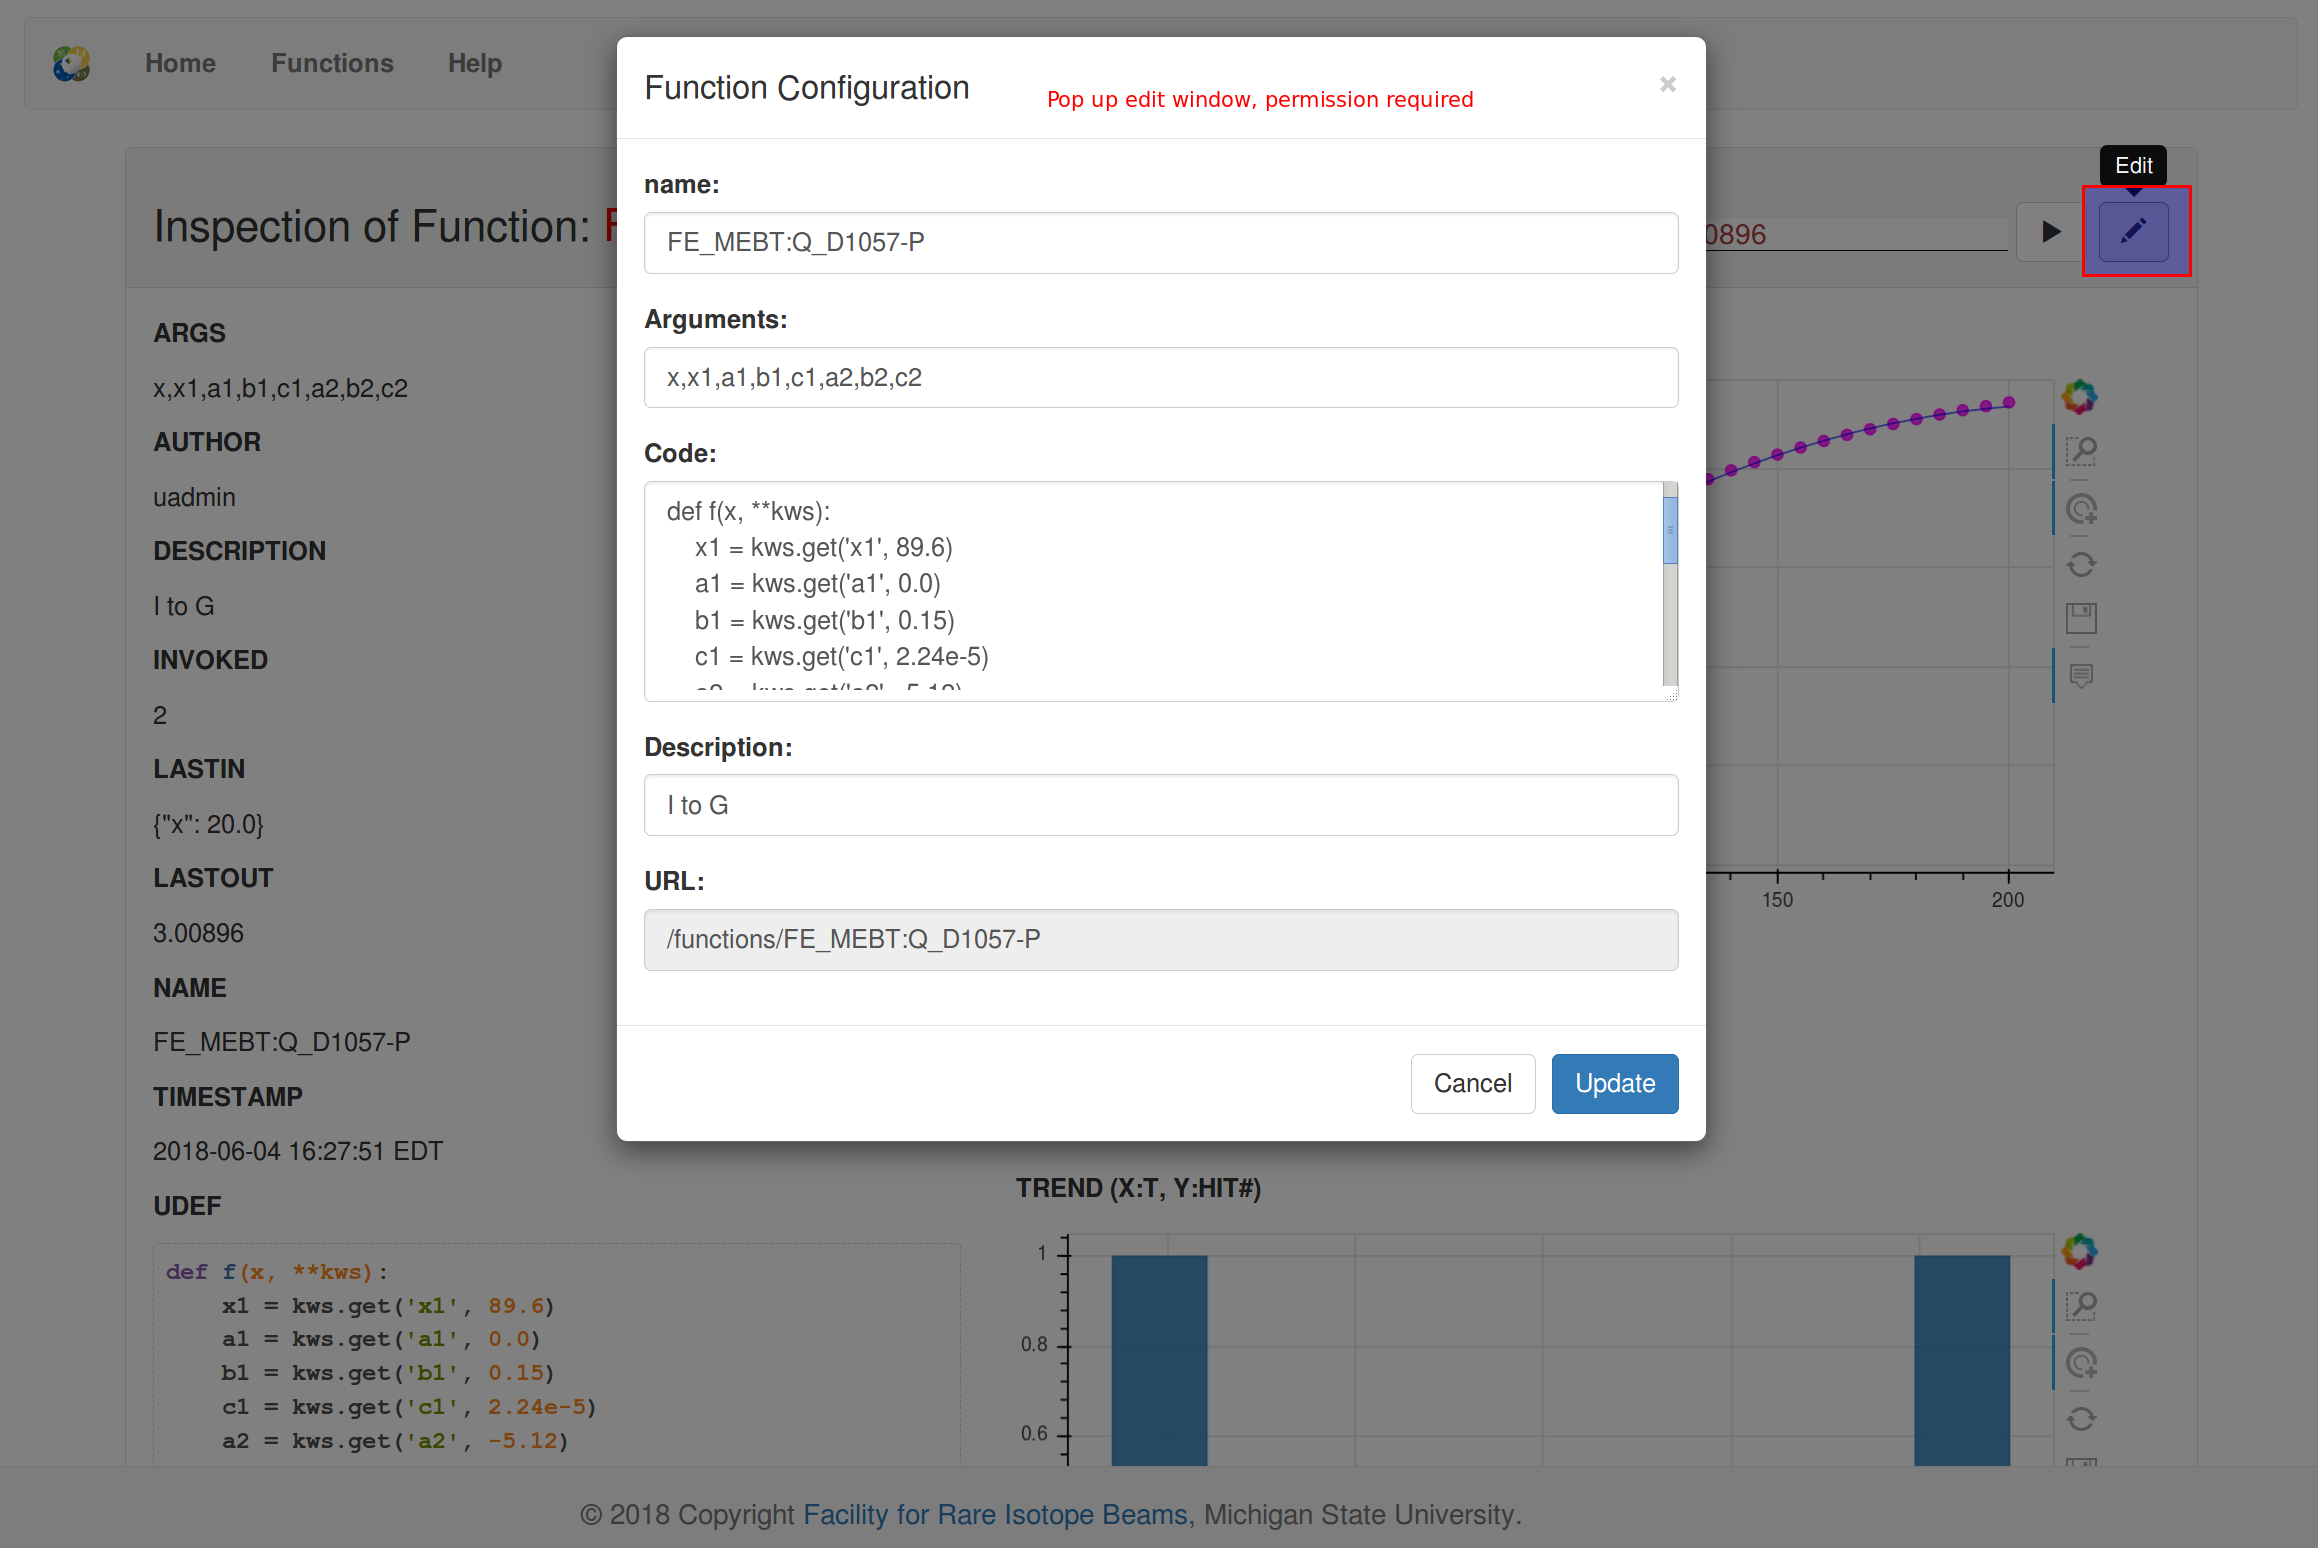 Home Functions Help
Function Configuration
Pop up edit window, permission required
×
Edit
Inspection of Function:
0896
name:
FE_MEBT:Q_D1057-P
Arguments:
x,x1,a1,b1,c1,a2,b2,c2
Code:
def f(x, **kws):
x1 = kws.get('x1', 89.6)
a1 = kws.get('a1', 0.0)
b1 = kws.get('b1', 0.15)
c1 = kws.get('c1', 2.24e-5)
Description:
I to G
URL:
/functions/FE_MEBT:Q_D1057-P
Cancel Update
ARGS
x,x1,a1,b1,c1,a2,b2,c2
AUTHOR
uadmin
DESCRIPTION
I to G
INVOKED
2
LASTIN
{"x": 20.0}
LASTOUT
3.00896
NAME
FE_MEBT:Q_D1057-P
TIMESTAMP
2018-06-04 16:27:51 EDT
UDEF
def f(x, **kws):
x1 = kws.get('x1', 89.6)
a1 = kws.get('a1', 0.0)
b1 = kws.get('b1', 0.15)
c1 = kws.get('c1', 2.24e-5)
a2 = kws.get('a2', -5.12)
150 200
TREND (X:T, Y:HIT#)
1
0.8
0.6
© 2018 Copyright Facility for Rare Isotope Beams, Michigan State University.